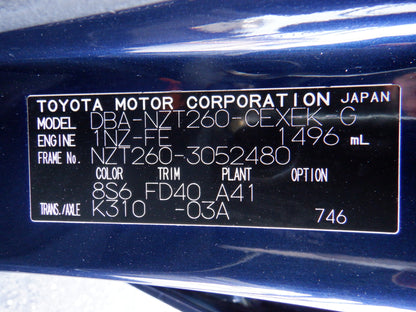 TOYOTA MOTOR CORPORATION JAPAN
MODEL DBA-NZT260-CEXEK G
ENGINE 1NZ-FE 1496 mL
FRAME No. NZT260-3052480
COLOR TRIM PLANT OPTION
8S6 FD40 A41
TRANS./AXLE K310 -03A 746